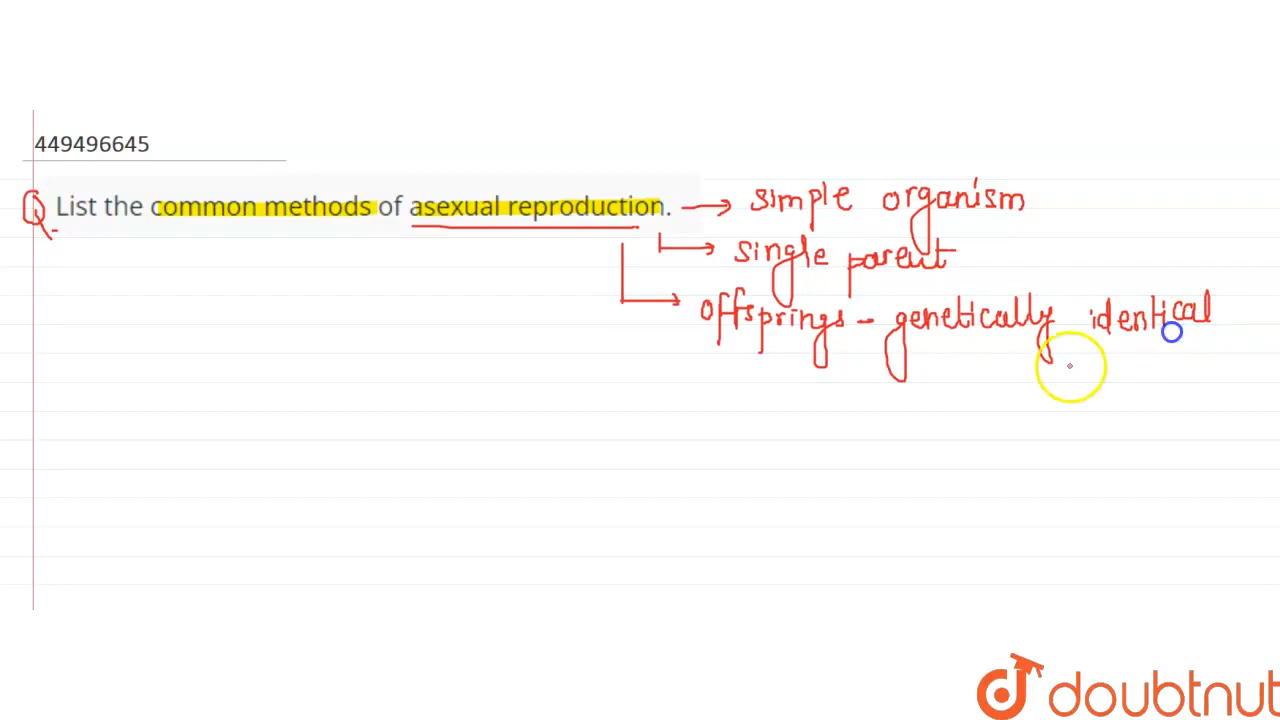 449496645
Q. List the common methods of asexual reproduction. → simple organism
→ single parent
→ offsprings - genetically identical
doubtnut